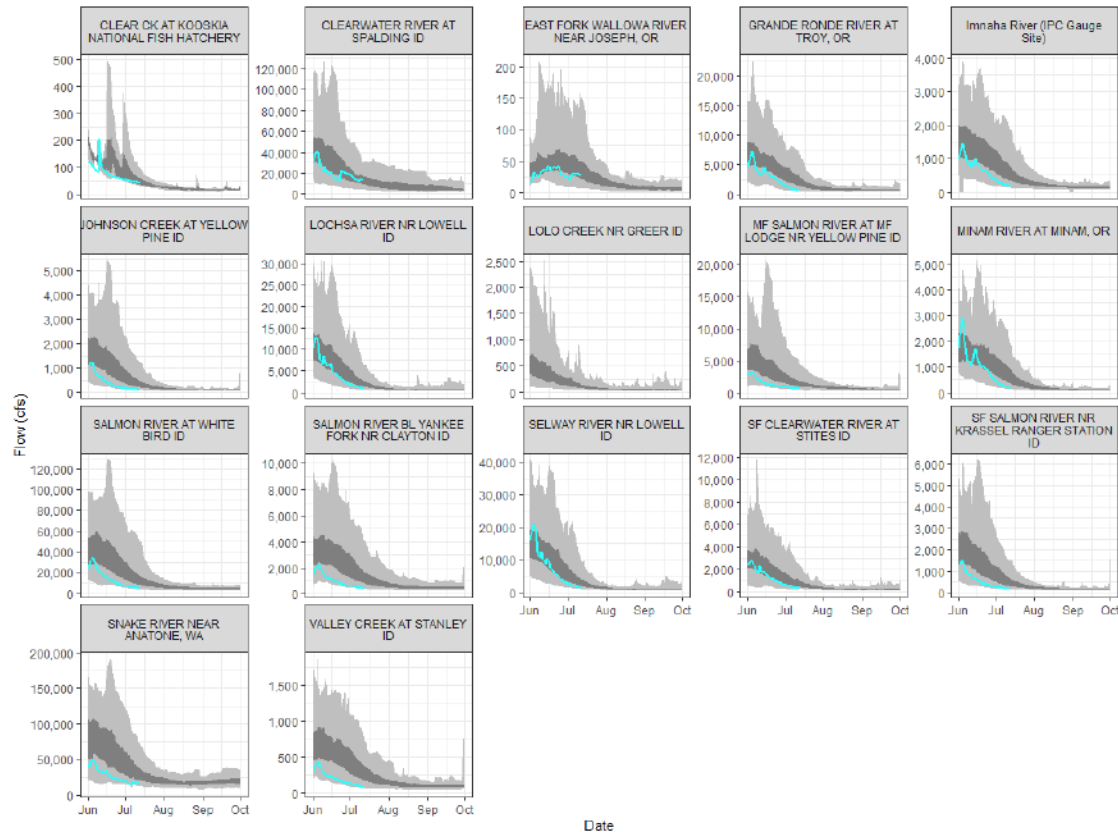 CLEAR CK AT KOOSKIA
NATIONAL FISH HATCHERY
CLEARWATER RIVER AT
SPALDING ID
EAST FORK WALLOWA RIVER
NEAR JOSEPH, OR
GRANDE RONDE RIVER AT
TROY, OR
Imnaha River (IPC Gauge
Site)
500
400
300
200
100
0
120,000
100,000
80,000
60,000
40,000
20,000
0
200
150
100
50
0
20,000
15,000
10,000
5,000
0
4,000
3,000
2,000
1,000
0
JOHNSON CREEK AT YELLOW
PINE ID
LOCHSA RIVER NR LOWELL
ID
LOLO CREEK NR GREER ID
MF SALMON RIVER AT MF
LODGE NR YELLOW PINE ID
MINAM RIVER AT MINAM, OR
5,000
4,000
3,000
2,000
1,000
0
30,000
25,000
20,000
15,000
10,000
5,000
0
2,500
2,000
1,500
1,000
500
0
20,000
15,000
10,000
5,000
0
5,000
4,000
3,000
2,000
1,000
0
Flow (cfs)
SALMON RIVER AT WHITE
BIRD ID
SALMON RIVER BL YANKEE
FORK NR CLAYTON ID
SELWAY RIVER NR LOWELL
ID
SF CLEARWATER RIVER AT
STITES ID
SF SALMON RIVER NR
KRASSEL RANGER STATION
ID
120,000
100,000
80,000
60,000
40,000
20,000
0
10,000
8,000
6,000
4,000
2,000
0
40,000
30,000
20,000
10,000
0
12,000
10,000
8,000
6,000
4,000
2,000
0
6,000
5,000
4,000
3,000
2,000
1,000
0
Jun Jul Aug Sep Oct
Jun Jul Aug Sep Oct
Jun Jul Aug Sep Oct
SNAKE RIVER NEAR
ANATONE, WA
VALLEY CREEK AT STANLEY
ID
200,000
150,000
100,000
50,000
0
1,500
1,000
500
0
Jun Jul Aug Sep Oct
Jun Jul Aug Sep Oct
Date